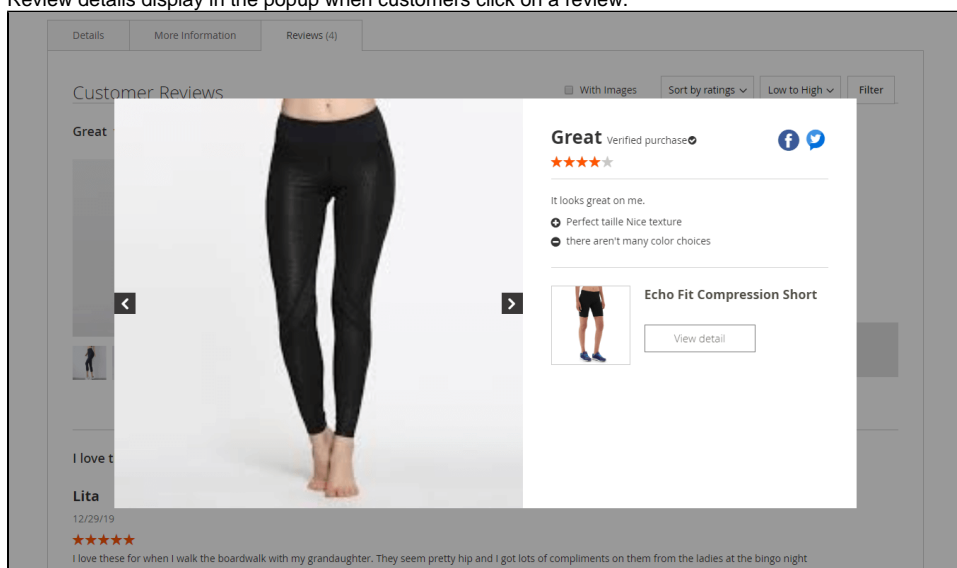 Review details display in the popup when customers click on a review.
Details More Information Reviews (4)
Customer Reviews With Images Sort by ratings Low to High Filter
Great
Great Verified purchase
It looks great on me.
Perfect taille Nice texture
there aren't many color choices
Echo Fit Compression Short
View detail
I love t
Lita
12/29/19
I love these for when I walk the boardwalk with my grandaughter. They seem pretty hip and I got lots of compliments on them from the ladies at the bingo night